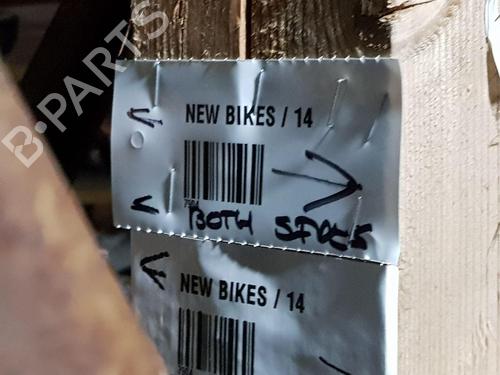 B-PARTS
NEW BIKES / 14
BOTH SIDES
NEW BIKES / 14